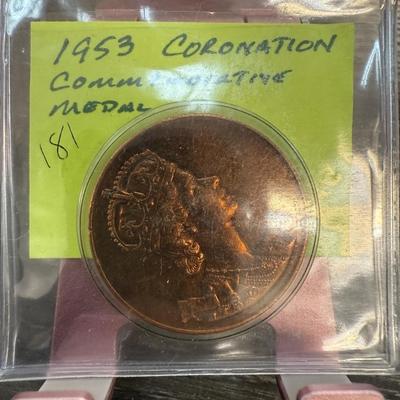 1953 CORONATION
COMMEMORATIVE
MEDAL
181